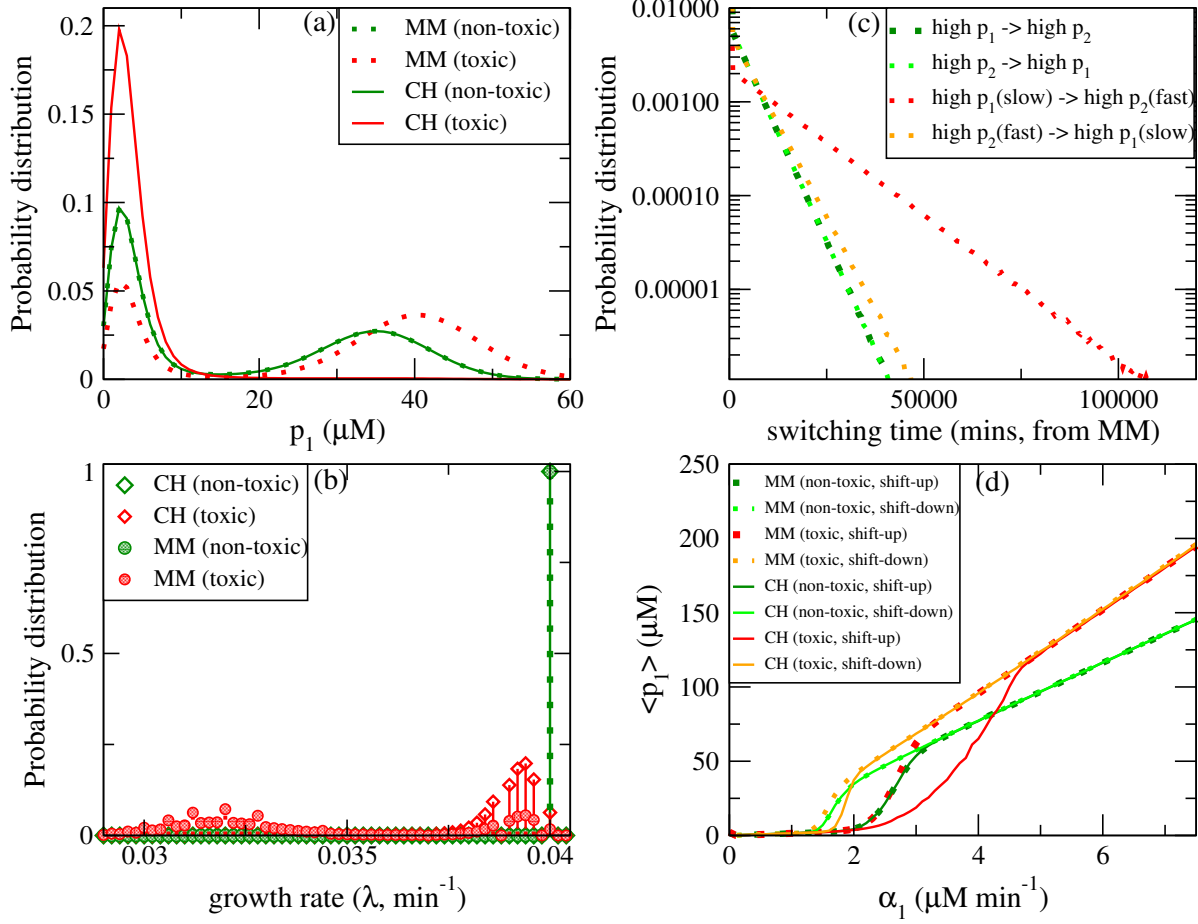 (a)
MM (non-toxic)
MM (toxic)
CH (non-toxic)
CH (toxic)
0.2
0.15
0.1
0.05
0
Probability distribution
0 20 40 60
p1 (μM)
(c)
high p1 -> high p2
high p2 -> high p1
high p1(slow) -> high p2(fast)
high p2(fast) -> high p1(slow)
0.01000
0.00100
0.00010
0.00001
Probability distribution
0 50000 100000
switching time (mins, from MM)
(b)
CH (non-toxic)
CH (toxic)
MM (non-toxic)
MM (toxic)
1
0.5
0
Probability distribution
0.03 0.035 0.04
growth rate (λ, min⁻¹)
(d)
MM (non-toxic, shift-up)
MM (non-toxic, shift-down)
MM (toxic, shift-up)
MM (toxic, shift-down)
CH (non-toxic, shift-up)
CH (non-toxic, shift-down)
CH (toxic, shift-up)
CH (toxic, shift-down)
250
200
150
100
50
0
<p1> (μM)
0 2 4 6
α1 (μM min⁻¹)